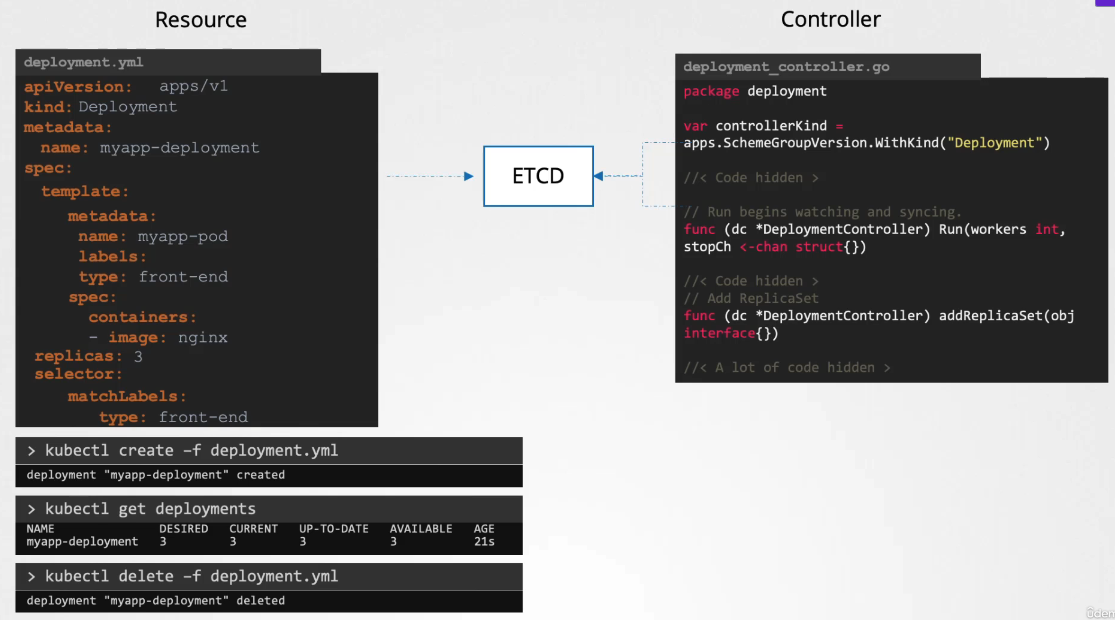 Resource
Controller
deployment.yml
apiVersion: apps/v1
kind: Deployment
metadata:
name: myapp-deployment
spec:
template:
metadata:
name: myapp-pod
labels:
type: front-end
spec:
containers:
- image: nginx
replicas: 3
selector:
matchLabels:
type: front-end
ETCD
deployment_controller.go
package deployment
var controllerKind =
apps.SchemeGroupVersion.WithKind("Deployment")
//< Code hidden >
// Run begins watching and syncing.
func (dc *DeploymentController) Run(workers int,
stopCh <-chan struct{})
//< Code hidden >
// Add ReplicaSet
func (dc *DeploymentController) addReplicaSet(obj
interface{})
//< A lot of code hidden >
> kubectl create –f deployment.yml
deployment "myapp-deployment" created
> kubectl get deployments
NAME DESIRED CURRENT UP-TO-DATE AVAILABLE AGE
myapp-deployment 3 3 3 3 21s
> kubectl delete –f deployment.yml
deployment "myapp-deployment" deleted